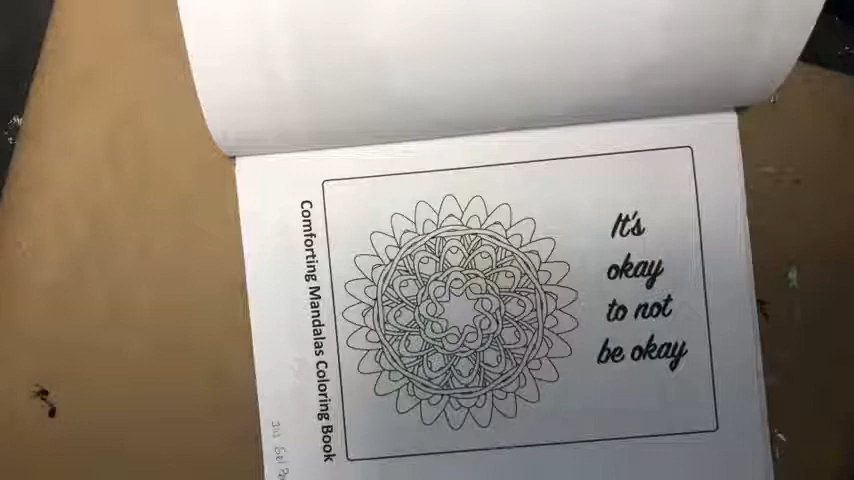 It's
okay
to not
be okay
Comforting Mandalas Coloring Book